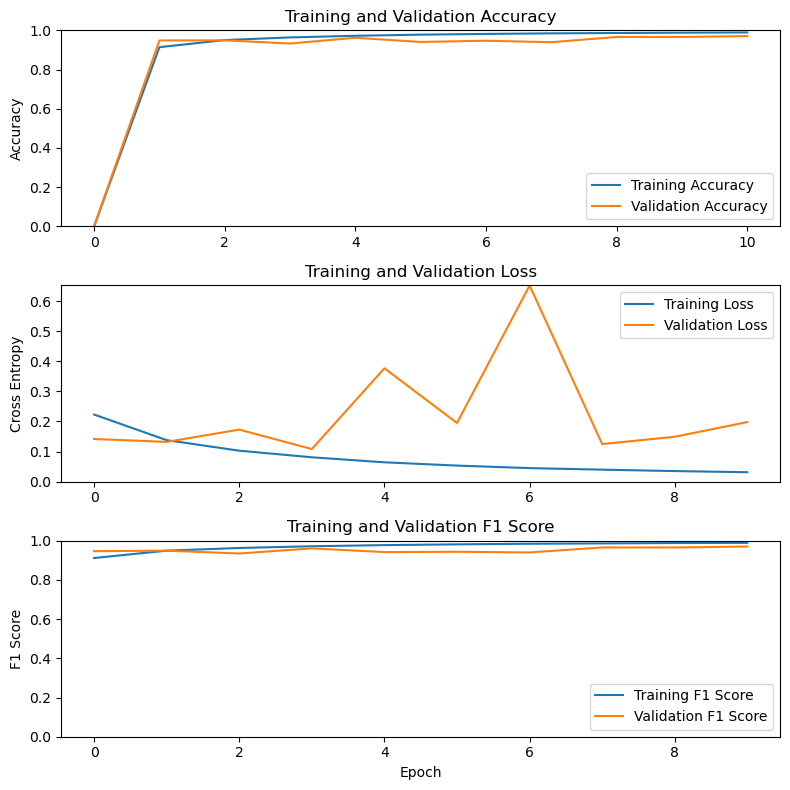 Training and Validation Accuracy
Accuracy
1.0
0.8
0.6
0.4
0.2
0.0
Training Accuracy
Validation Accuracy
0 2 4 6 8 10
Training and Validation Loss
Cross Entropy
0.6
0.5
0.4
0.3
0.2
0.1
0.0
Training Loss
Validation Loss
0 2 4 6 8
Training and Validation F1 Score
F1 Score
1.0
0.8
0.6
0.4
0.2
0.0
Training F1 Score
Validation F1 Score
0 2 4 6 8
Epoch